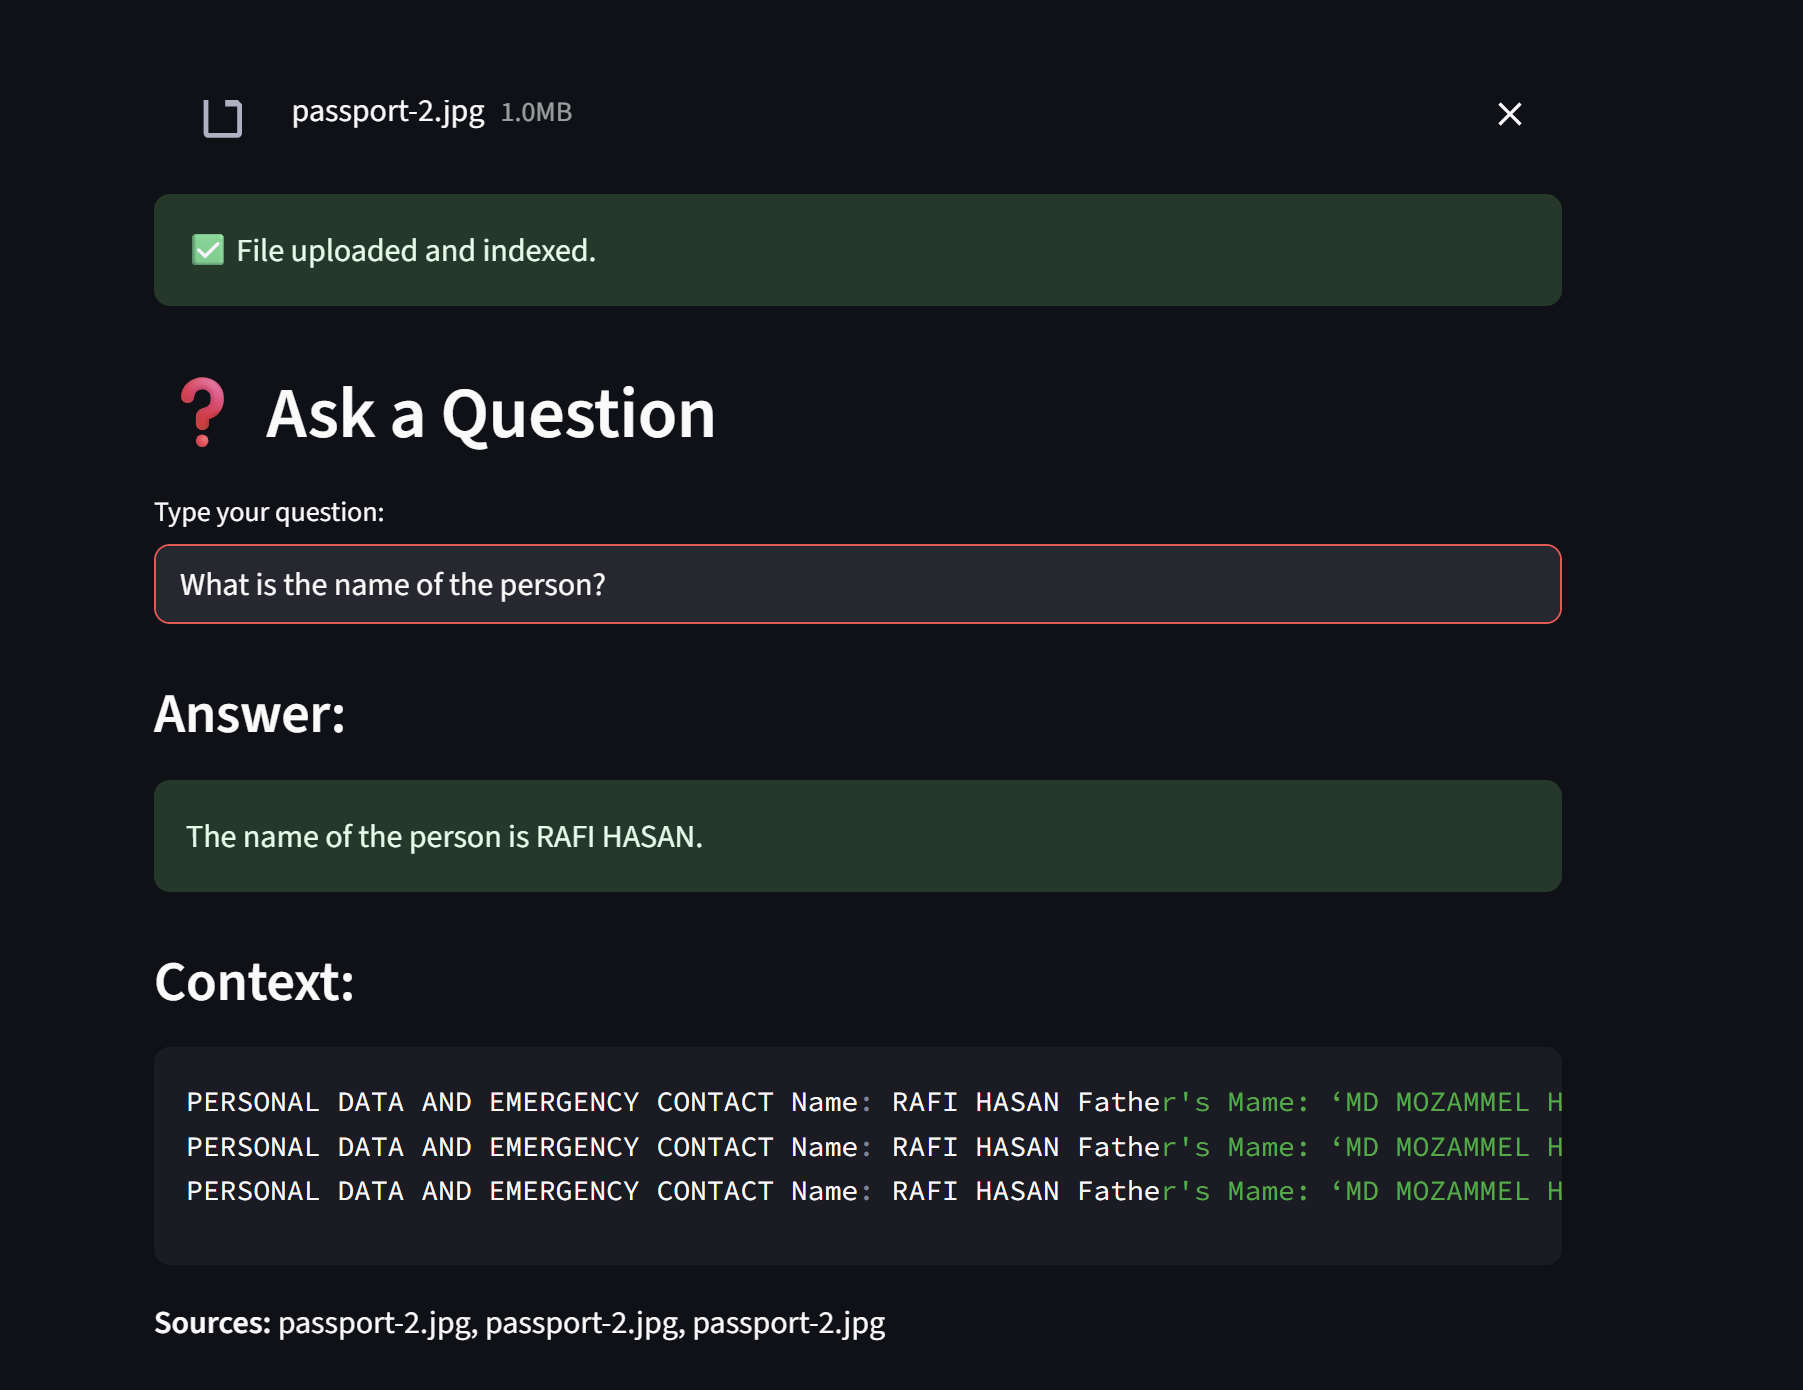 passport-2.jpg 1.0MB
✅ File uploaded and indexed.
❓ Ask a Question
Type your question:
What is the name of the person?
Answer:
The name of the person is RAFI HASAN.
Context:
PERSONAL DATA AND EMERGENCY CONTACT Name: RAFI HASAN Father's Mame: ‘MD MOZAMMEL H
PERSONAL DATA AND EMERGENCY CONTACT Name: RAFI HASAN Father's Mame: ‘MD MOZAMMEL H
PERSONAL DATA AND EMERGENCY CONTACT Name: RAFI HASAN Father's Mame: ‘MD MOZAMMEL H
Sources: passport-2.jpg, passport-2.jpg, passport-2.jpg